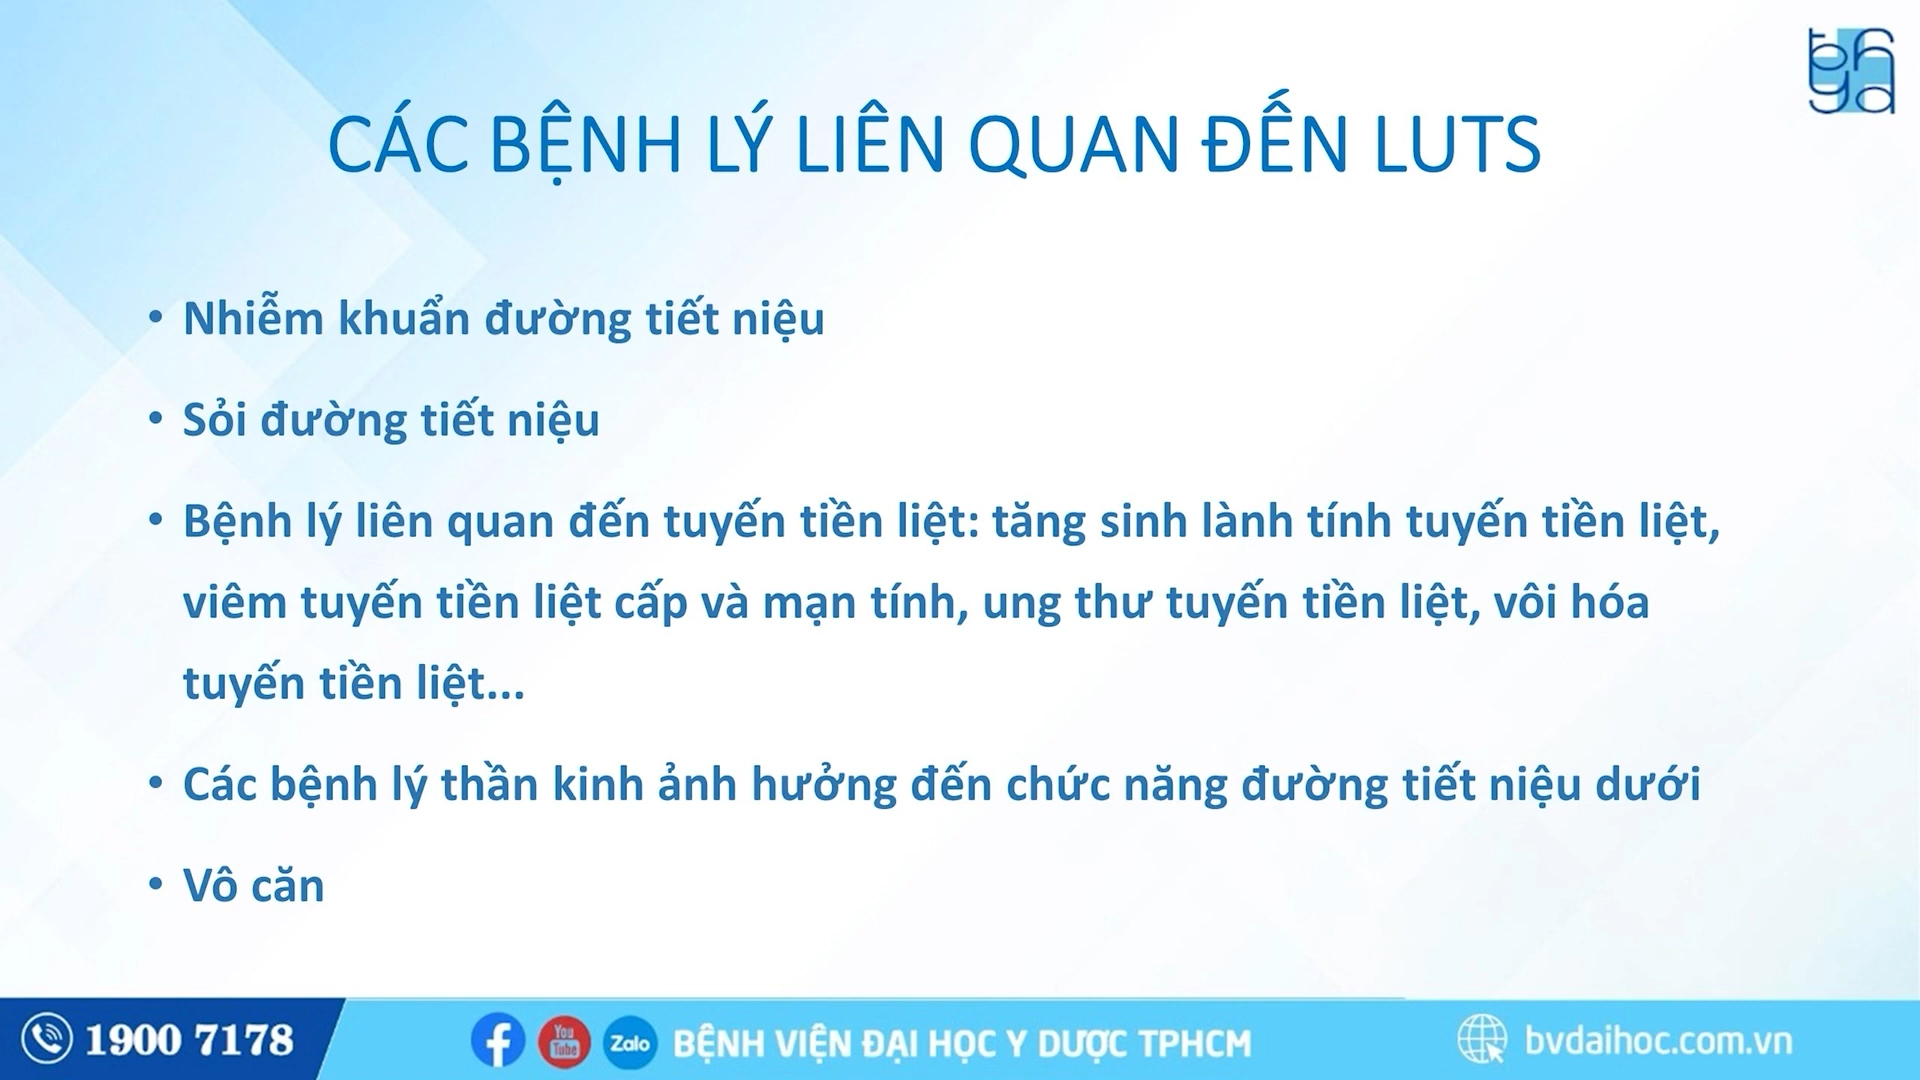 CÁC BỆNH LÝ LIÊN QUAN ĐẾN LUTS
• Nhiễm khuẩn đường tiết niệu
• Sỏi đường tiết niệu
• Bệnh lý liên quan đến tuyến tiền liệt: tăng sinh lành tính tuyến tiền liệt,
viêm tuyến tiền liệt cấp và mạn tính, ung thư tuyến tiền liệt, vôi hóa
tuyến tiền liệt...
• Các bệnh lý thần kinh ảnh hưởng đến chức năng đường tiết niệu dưới
• Vô căn
1900 7178
You Tube
Zalo
BỆNH VIỆN ĐẠI HỌC Y DƯỢC TPHCM
bvdaihoc.com.vn